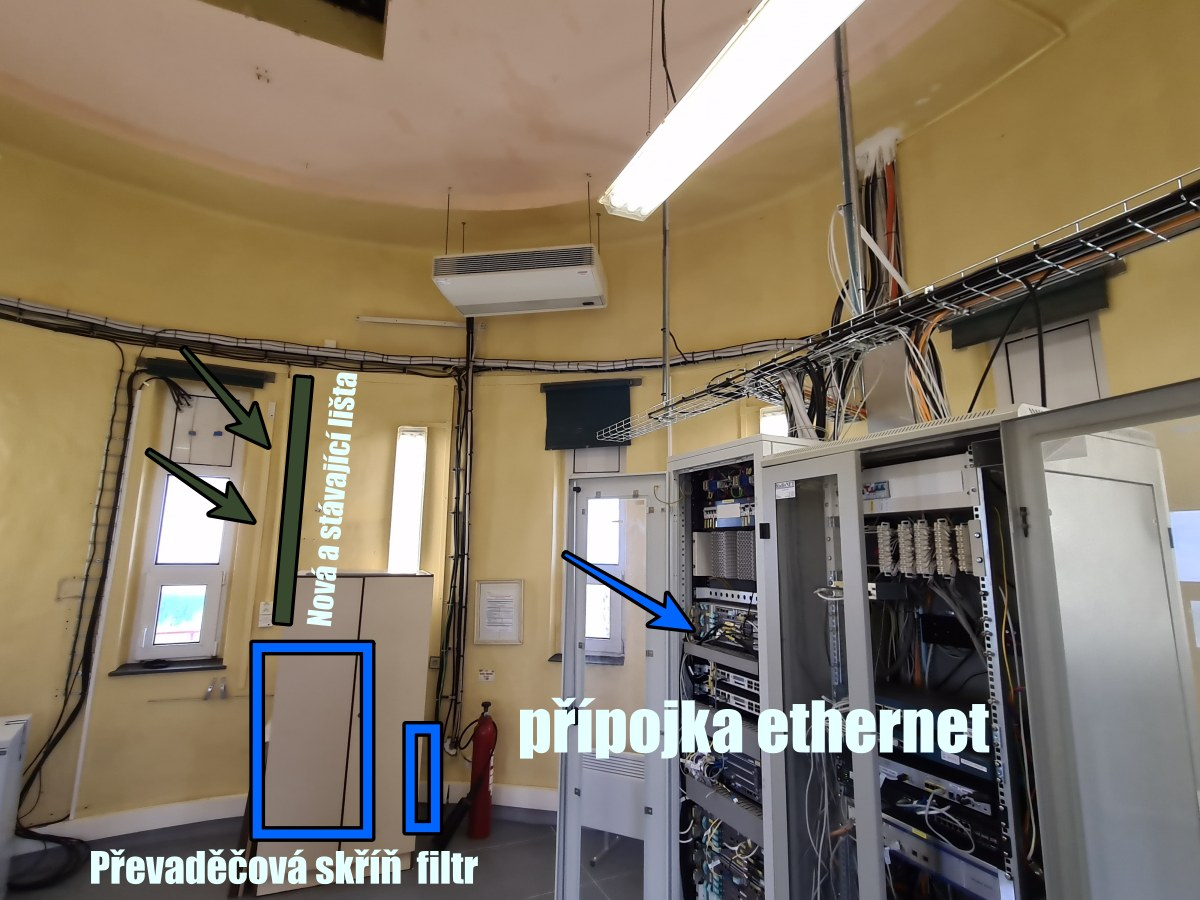 Nová a stávající lišta
přípojka ethernet
Převaděčová skříň filtr